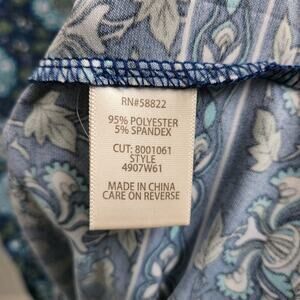 RN#58822
95% POLYESTER
5% SPANDEX
CUT: 8001061
STYLE
4907W61
MADE IN CHINA
CARE ON REVERSE